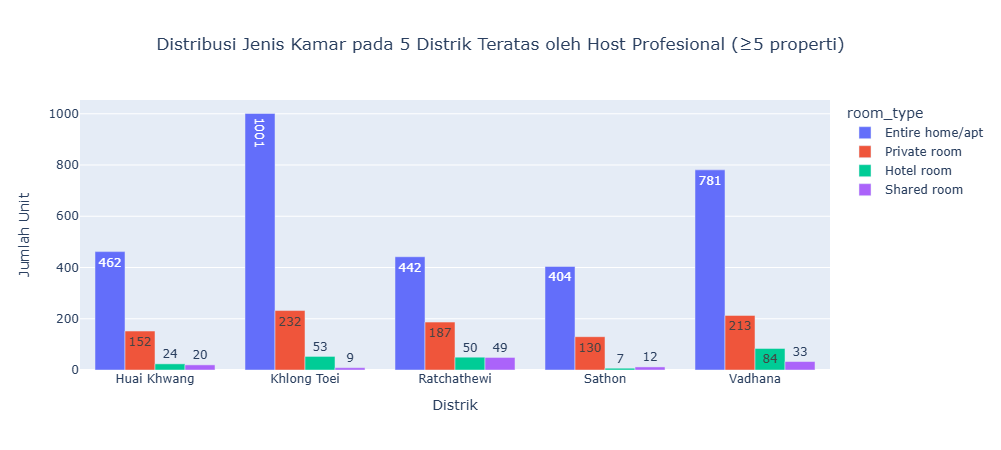 Distribusi Jenis Kamar pada 5 Distrik Teratas oleh Host Profesional (≥5 properti)
room_type
Entire home/apt
Private room
Hotel room
Shared room
Jumlah Unit
1000
800
600
400
200
0
462
152
24
20
1001
232
53
9
442
187
50
49
404
130
7
12
781
213
84
33
Huai Khwang
Khlong Toei
Ratchathewi
Sathon
Vadhana
Distrik